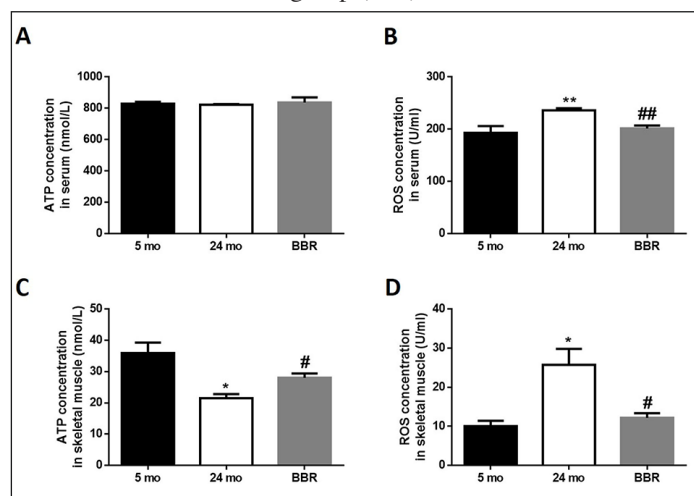 A
ATP concentration
in serum (nmol/L)
1000
800
600
400
200
0
5 mo 24 mo BBR
B
ROS concentration
in serum (U/ml)
300
200
100
0
**
##
5 mo 24 mo BBR
C
ATP concentration
in skeletal muscle (nmol/L)
50
40
30
20
10
0
*
#
5 mo 24 mo BBR
D
ROS concentration
in skeletal muscle (U/ml)
40
30
20
10
0
*
#
5 mo 24 mo BBR